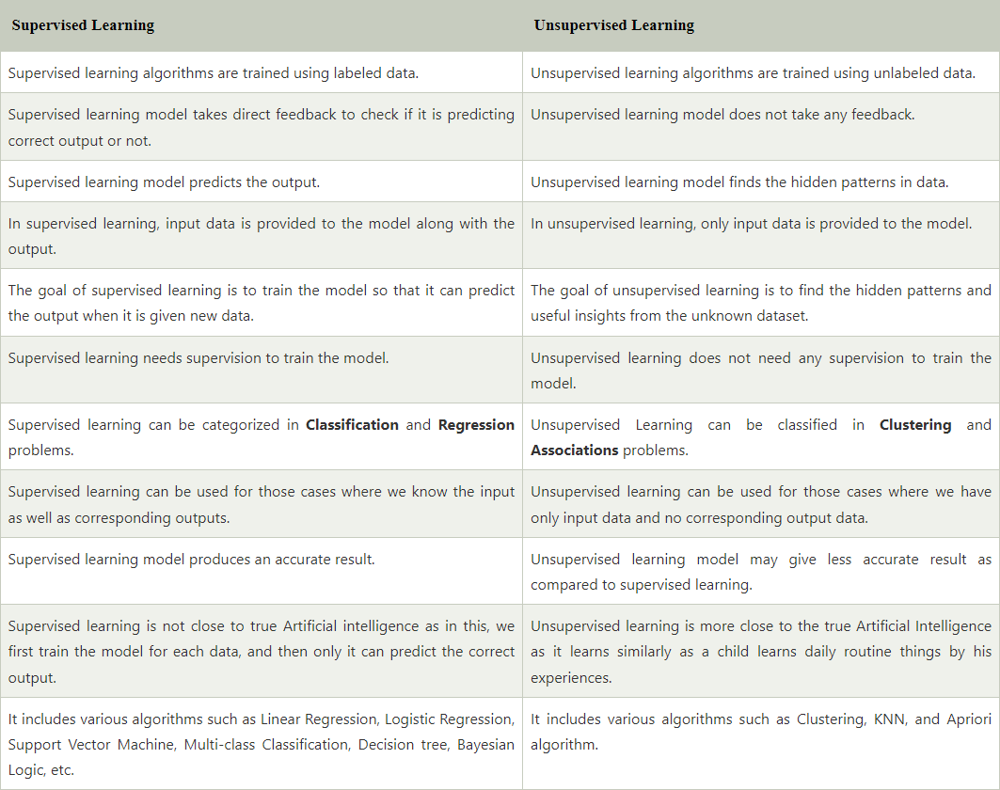 Supervised Learning
Unsupervised Learning
Supervised learning algorithms are trained using labeled data.
Unsupervised learning algorithms are trained using unlabeled data.
Supervised learning model takes direct feedback to check if it is predicting
correct output or not.
Unsupervised learning model does not take any feedback.
Supervised learning model predicts the output.
Unsupervised learning model finds the hidden patterns in data.
In supervised learning, input data is provided to the model along with the
output.
In unsupervised learning, only input data is provided to the model.
The goal of supervised learning is to train the model so that it can predict
the output when it is given new data.
The goal of unsupervised learning is to find the hidden patterns and
useful insights from the unknown dataset.
Supervised learning needs supervision to train the model.
Unsupervised learning does not need any supervision to train the
model.
Supervised learning can be categorized in Classification and Regression
problems.
Unsupervised Learning can be classified in Clustering and
Associations problems.
Supervised learning can be used for those cases where we know the input
as well as corresponding outputs.
Unsupervised learning can be used for those cases where we have
only input data and no corresponding output data.
Supervised learning model produces an accurate result.
Unsupervised learning model may give less accurate result as
compared to supervised learning.
Supervised learning is not close to true Artificial intelligence as in this, we
first train the model for each data, and then only it can predict the correct
output.
Unsupervised learning is more close to the true Artificial Intelligence
as it learns similarly as a child learns daily routine things by his
experiences.
It includes various algorithms such as Linear Regression, Logistic Regression,
Support Vector Machine, Multi-class Classification, Decision tree, Bayesian
Logic, etc.
It includes various algorithms such as Clustering, KNN, and Apriori
algorithm.